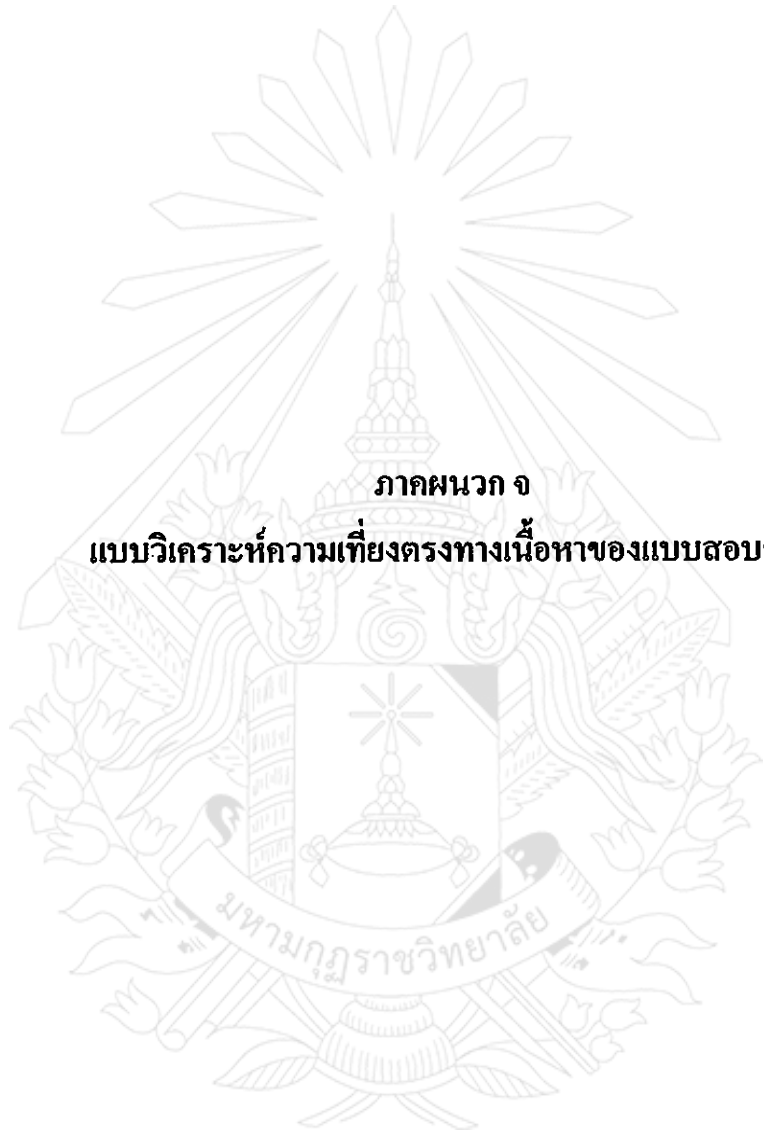 ภาคผนวก จ
แบบวิเคราะห์ความเที่ยงตรงทางเนื้อหาของแบบสอบ
มหามกุฏราชวิทยาลัย